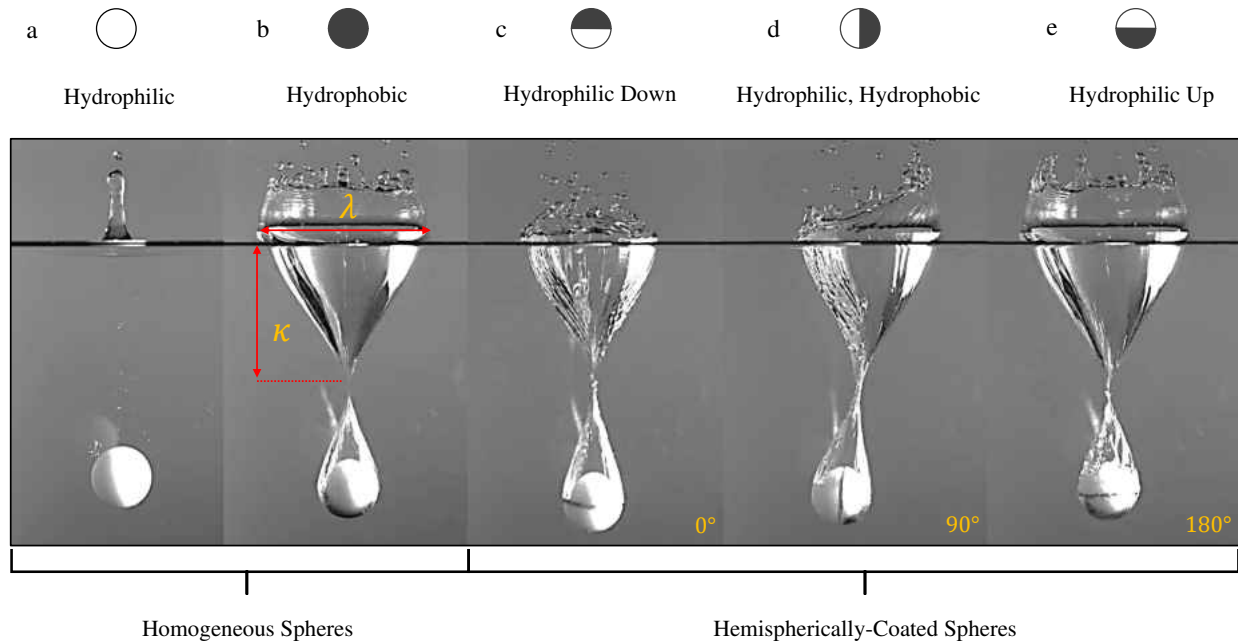 a
b
c
d
e
Hydrophilic
Hydrophobic
Hydrophilic Down
Hydrophilic, Hydrophobic
Hydrophilic Up
λ
κ
0°
90°
180°
Homogeneous Spheres
Hemispherically-Coated Spheres